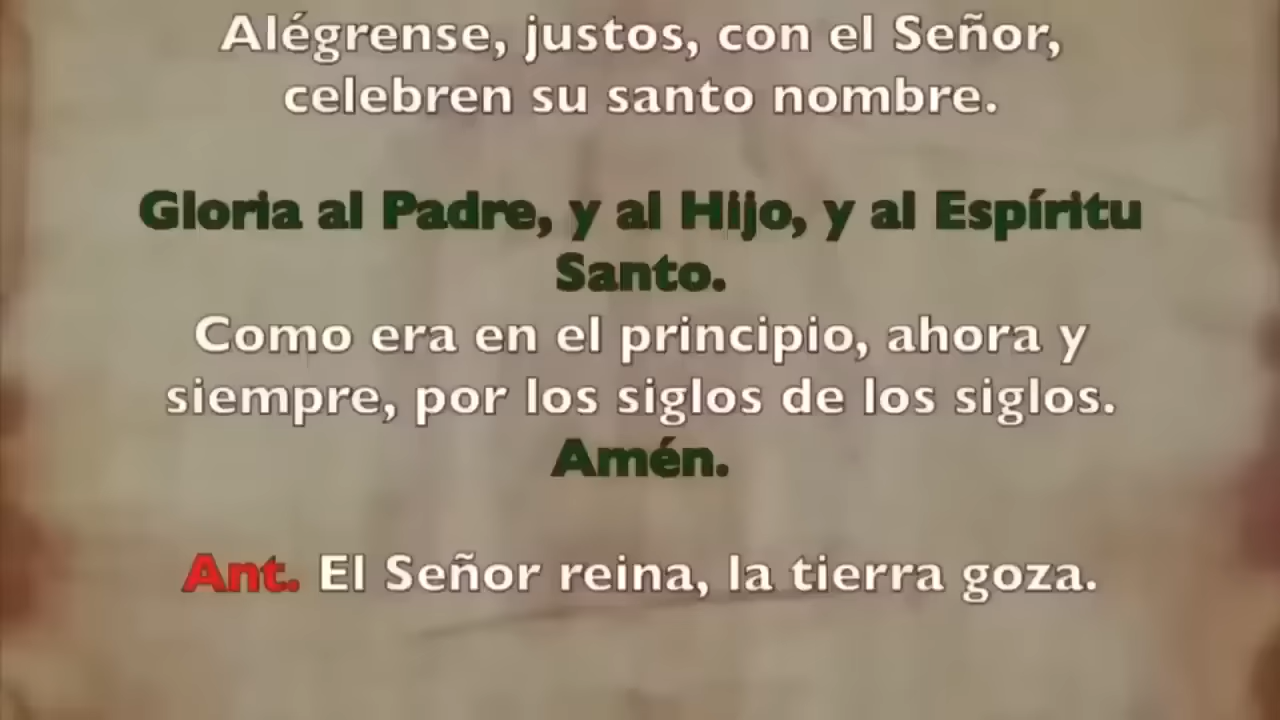 Alégrense, justos, con el Señor,
celebren su santo nombre.
Gloria al Padre, y al Hijo, y al Espíritu
Santo.
Como era en el principio, ahora y
siempre, por los siglos de los siglos.
Amén.
Ant. El Señor reina, la tierra goza.